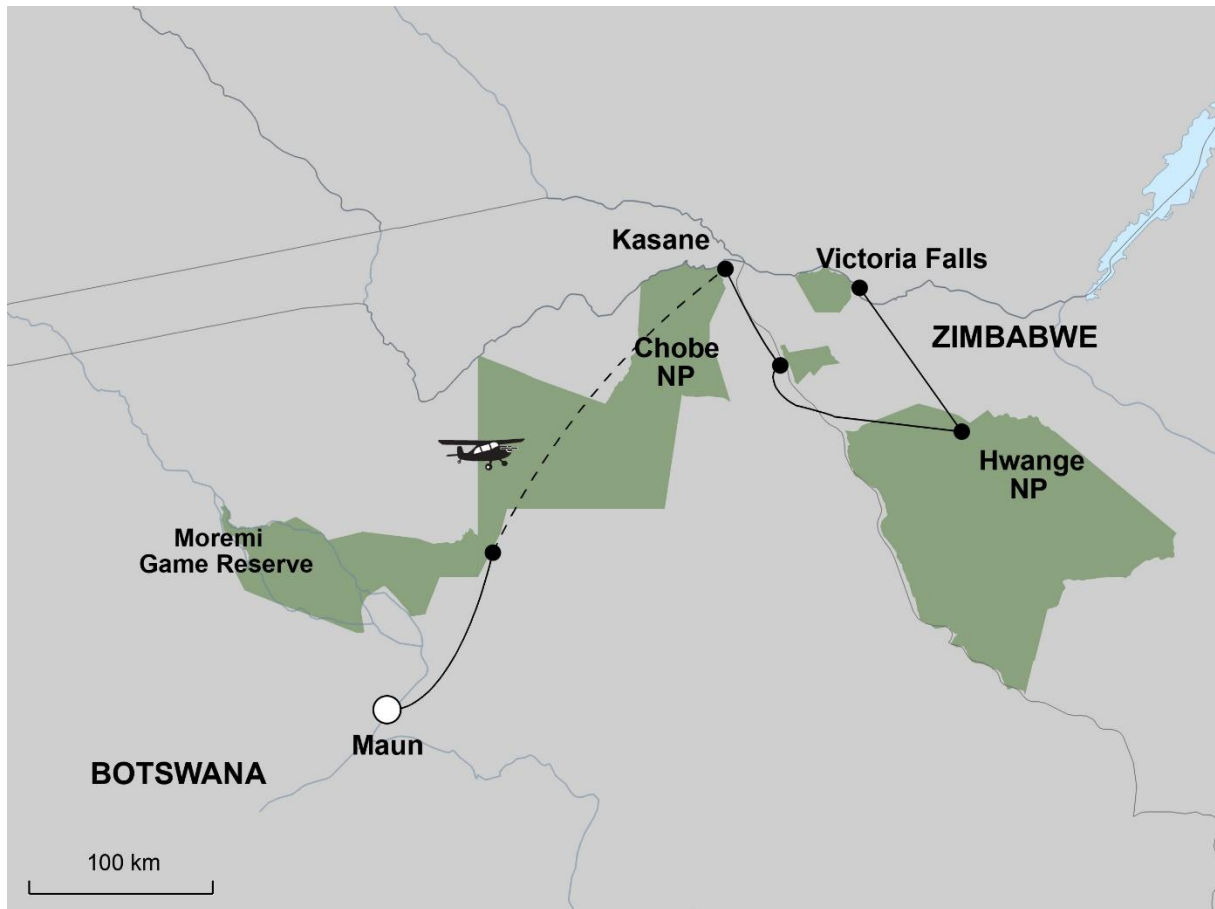 Kasane
Victoria Falls
ZIMBABWE
Chobe
NP
Hwange
NP
Moremi
Game Reserve
Maun
BOTSWANA
100 km